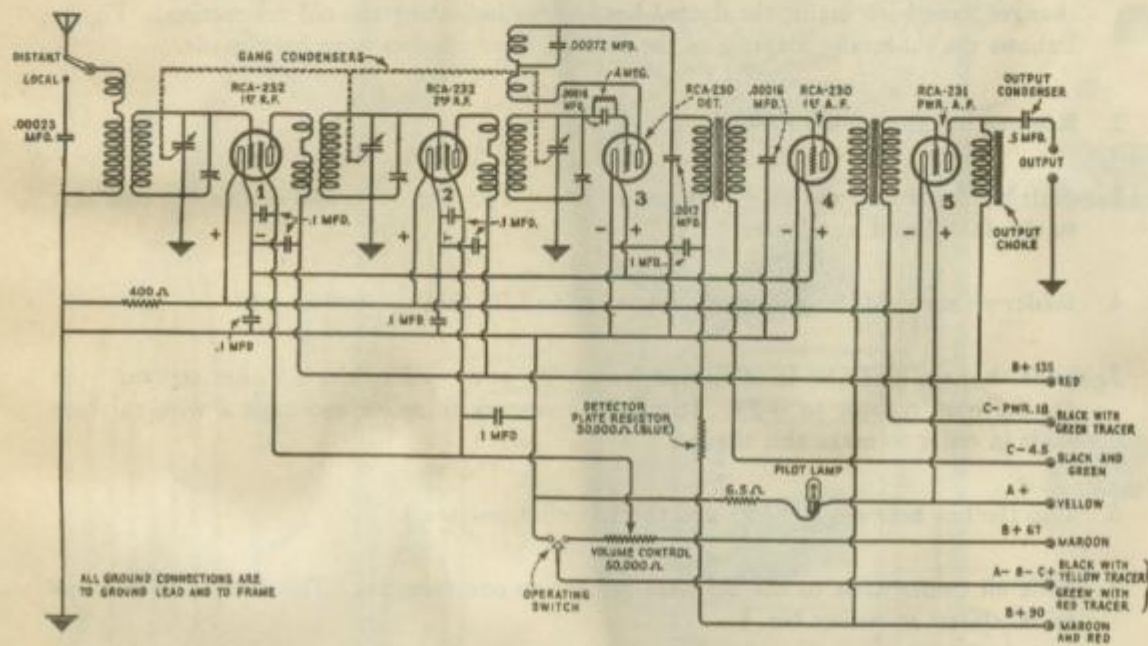 DISTANT
LOCAL
.00025
MFD.
GANG CONDENSERS
RCA-232
1ST R.F.
RCA-232
2ND R.F.
.00072 MFD.
4 MEG.
.00016
MFD.
RCA-230
DET.
.00016
MFD.
RCA-230
1ST A.F.
RCA-231
PWR. A.F.
OUTPUT
CONDENSER
.5 MFD.
OUTPUT
OUTPUT
CHOKE
1
2
3
4
5
+ -
+ -
- +
- +
- +
.1 MFD.
.1 MFD.
.0012
MFD.
.1 MFD.
400 Ω
.1 MFD
.1 MFD
1 MFD
DETECTOR
PLATE RESISTOR
50,000 Ω (BLUE)
PILOT LAMP
6.5 Ω
VOLUME CONTROL
50,000 Ω
OPERATING
SWITCH
B+ 135
RED
C- PWR. 18
BLACK WITH
GREEN TRACER
C- 4.5
BLACK AND
GREEN
A+
YELLOW
B+ 67
MAROON
A- B- C+
BLACK WITH
YELLOW TRACER
GREEN WITH
RED TRACER
B+ 90
MAROON
AND RED
ALL GROUND CONNECTIONS ARE
TO GROUND LEAD AND TO FRAME